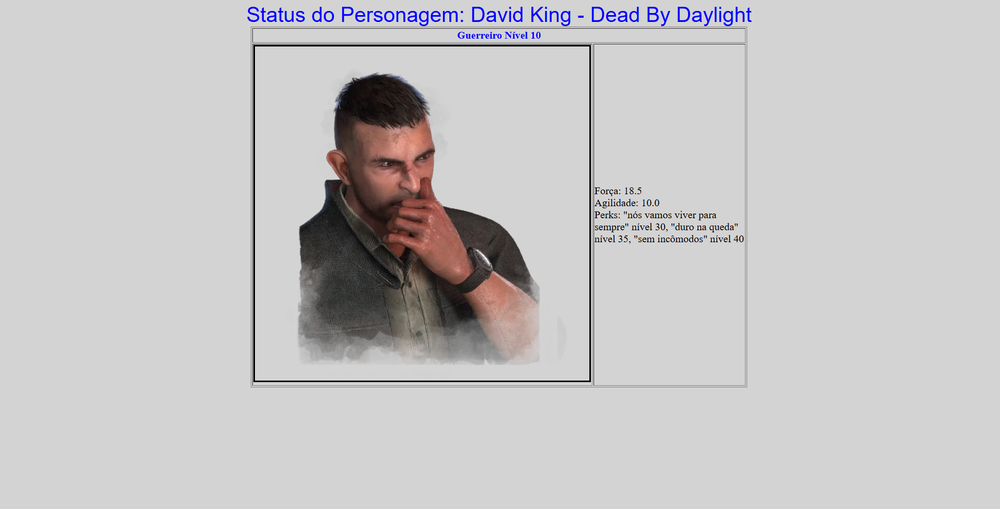 Status do Personagem: David King - Dead By Daylight
Guerreiro Nível 10
Força: 18.5
Agilidade: 10.0
Perks: "nós vamos viver para
sempre" nível 30, "duro na queda"
nível 35, "sem incômodos" nível 40